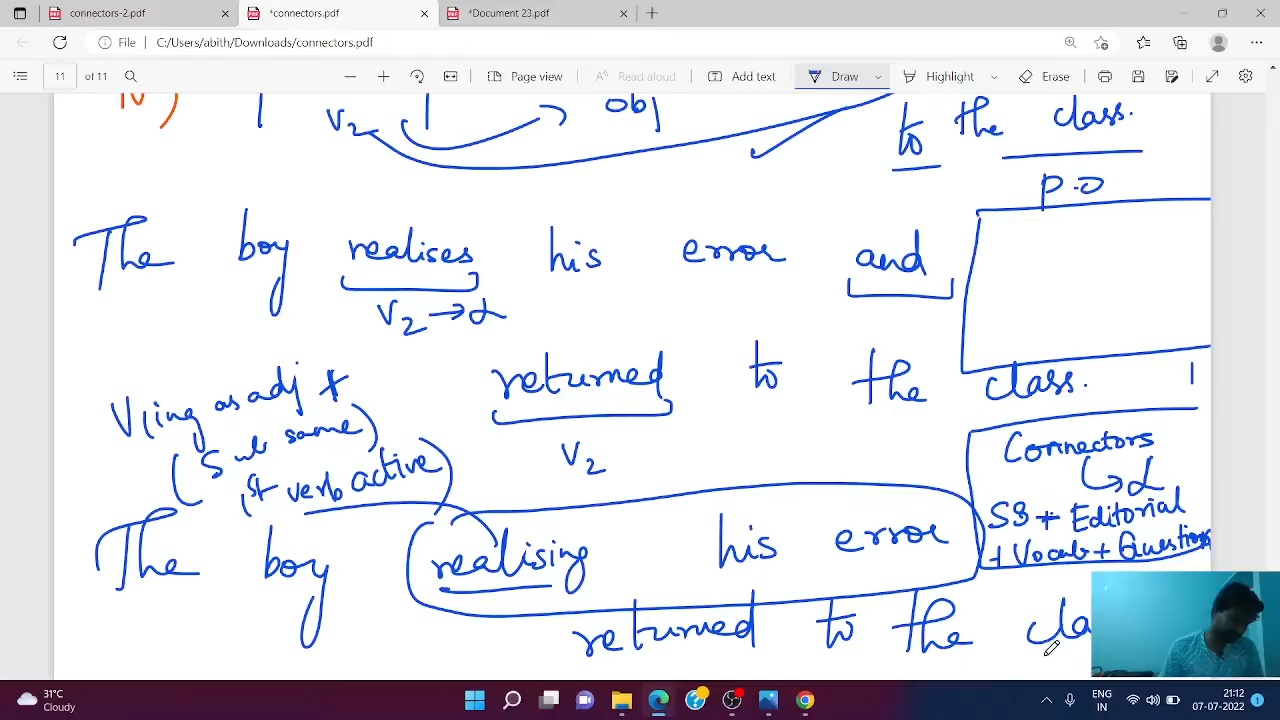 connectors-2.pdf
*connectors.pdf
*Document 23.pdf
File C:/Users/abith/Downloads/connectors.pdf
11 of 11
Page view
Read aloud
Add text
Draw
Highlight
Erase
IV)
V2
obj
to the class.
P.O
The boy realises his error and
V2 → L
returned to the class.
V2
V(ing as adj +
(Sub same)
1st verb active)
Connectors
SS + Editorial
+ Vocab + Question
The boy realising his error
returned to the cla
31°C
Cloudy
ENG
IN
21:12
07-07-2022